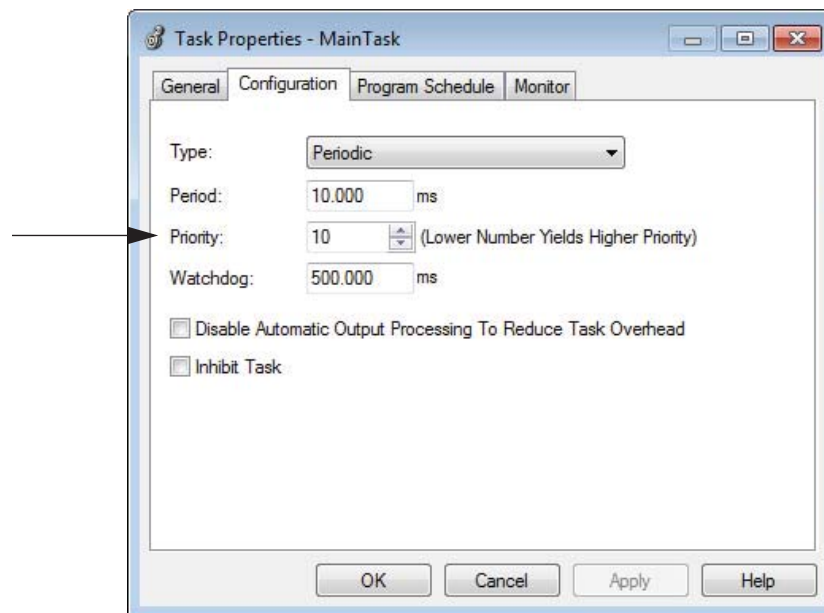 Task Properties - MainTask
General Configuration Program Schedule Monitor
Type: Periodic
Period: 10.000 ms
Priority: 10 (Lower Number Yields Higher Priority)
Watchdog: 500.000 ms
Disable Automatic Output Processing To Reduce Task Overhead
Inhibit Task
OK Cancel Apply Help